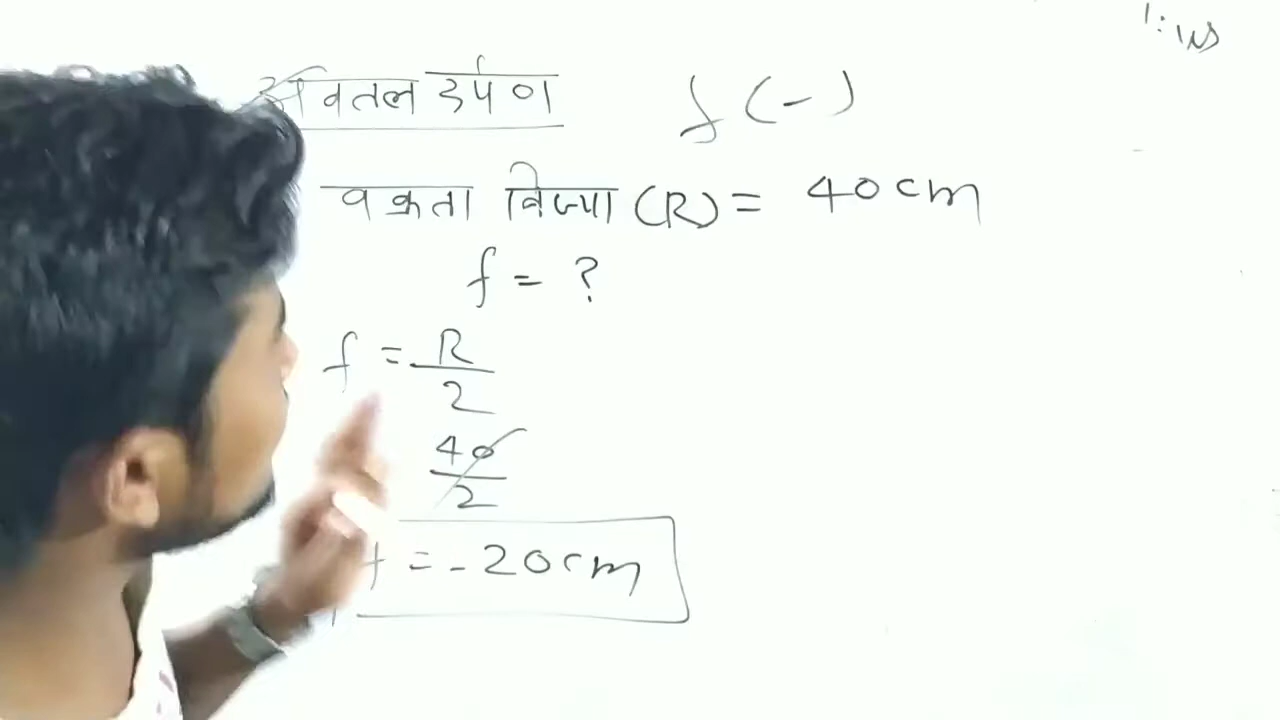 अवतल दर्पण f (-)
वक्रता त्रिज्या (R) = 40 cm
f = ?
f = R/2
40/2
f = - 20 cm